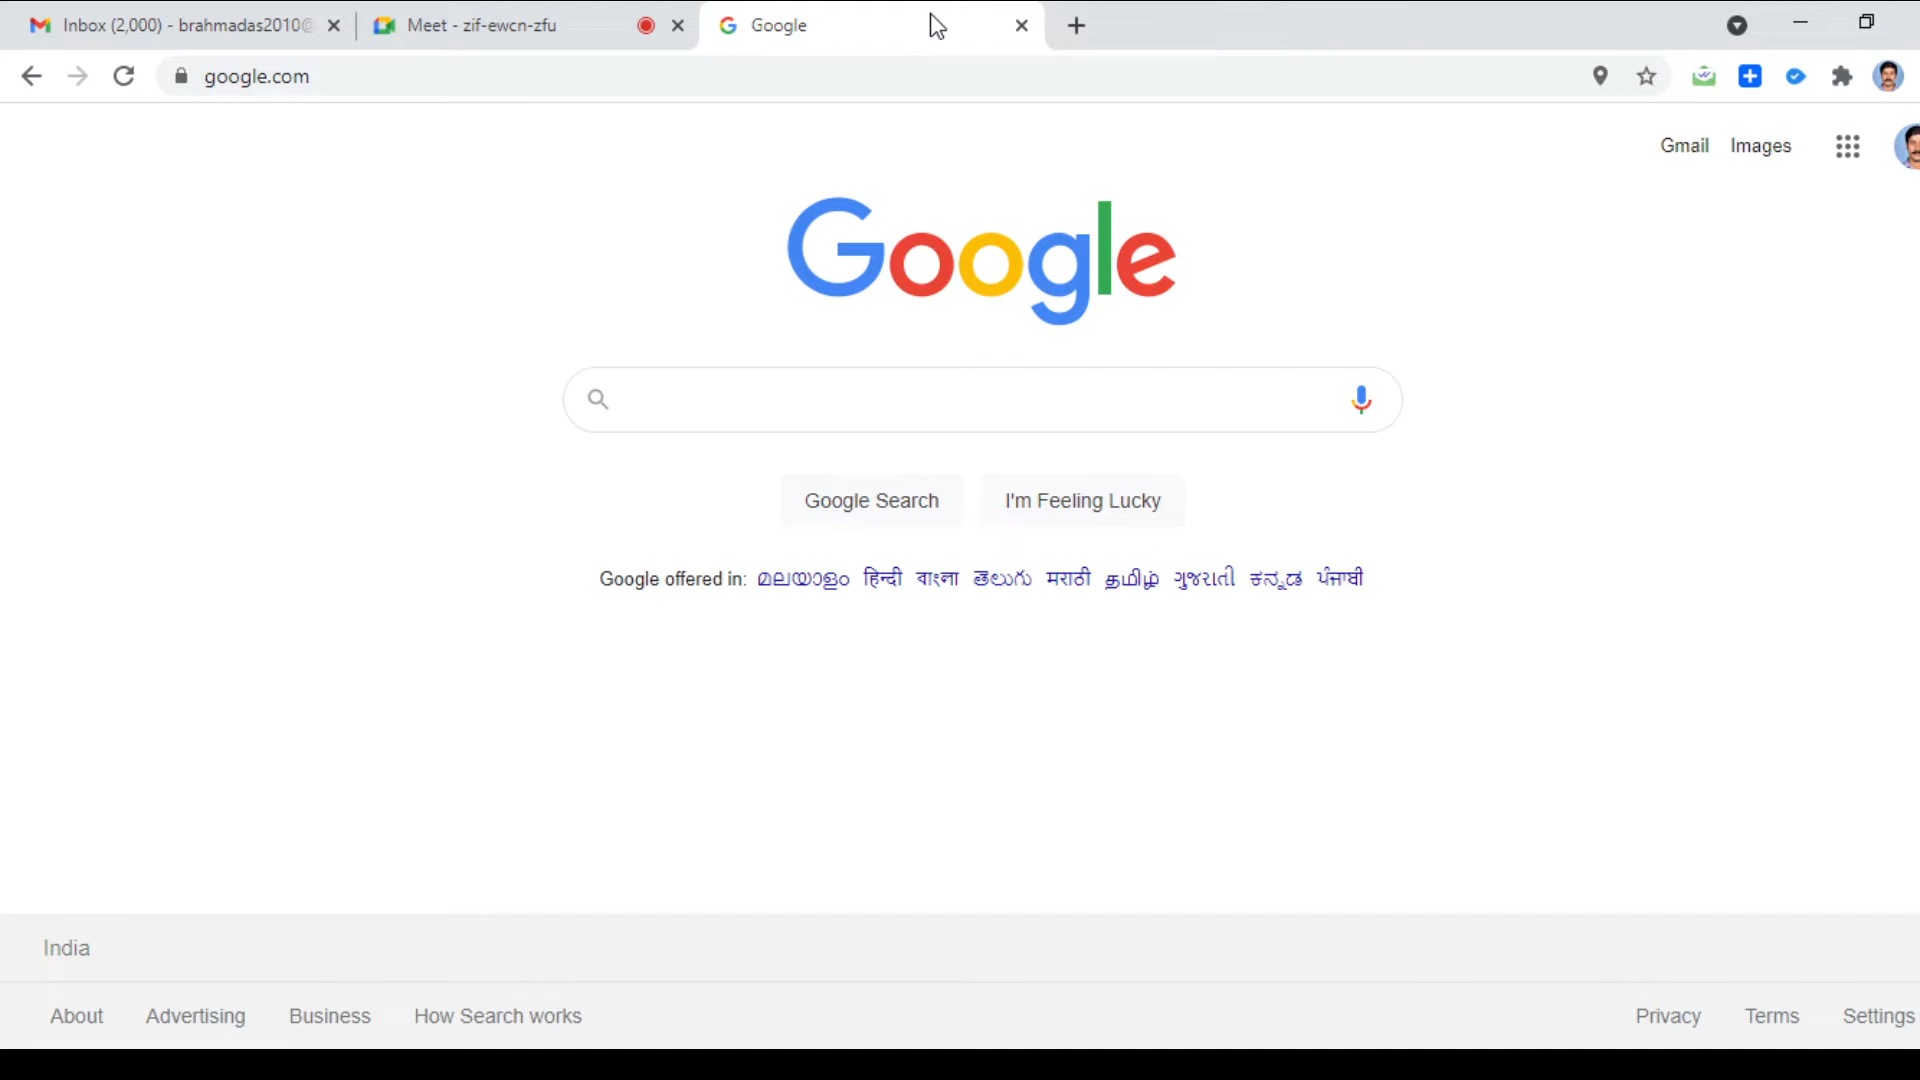 Inbox (2,000) - brahmadas2010@
Meet - zif-ewcn-zfu
Google
google.com
Gmail Images
Google
Google Search
I'm Feeling Lucky
Google offered in: മലയാളം हिन्दी বাংলা తెలుగు मराठी தமிழ் ગુજરાતી ಕನ್ನಡ ਪੰਜਾਬੀ
India
About Advertising Business How Search works
Privacy Terms Settings